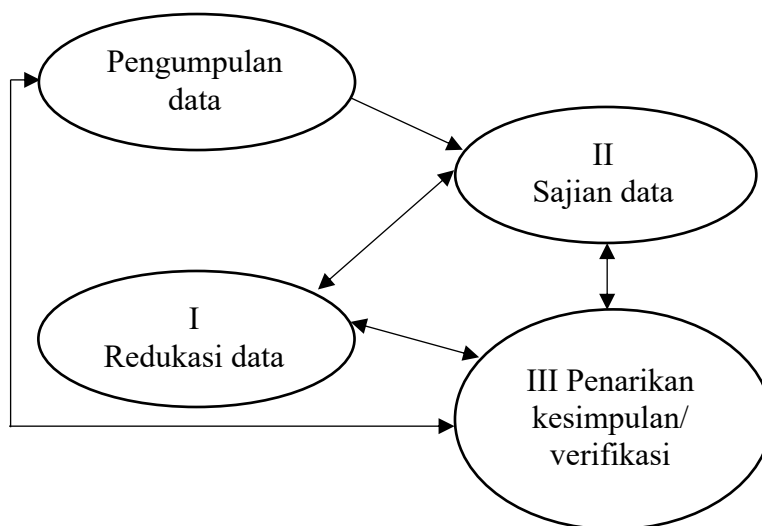 Pengumpulan
data
II
Sajian data
I
Redukasi data
III Penarikan
kesimpulan/
verifikasi